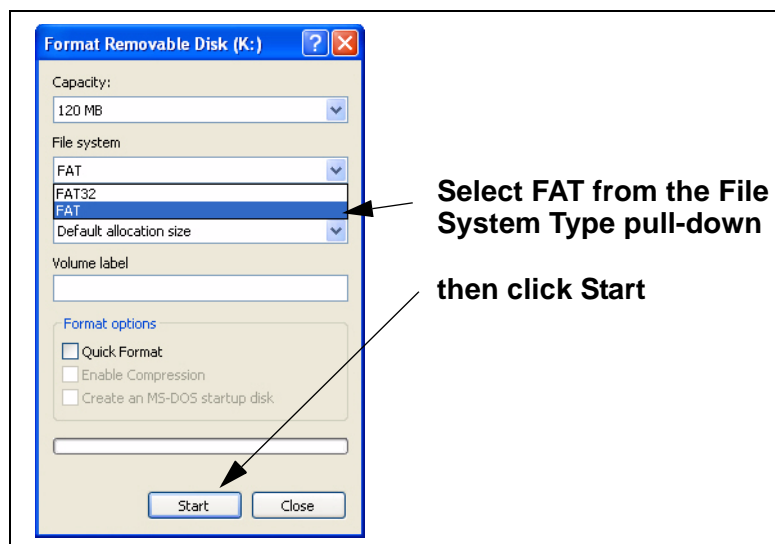 Format Removable Disk (K:)
Capacity:
120 MB
File system
FAT
FAT32
FAT
Default allocation size
Volume label
Format options
Quick Format
Enable Compression
Create an MS-DOS startup disk
Start
Close
Select FAT from the File
System Type pull-down
then click Start